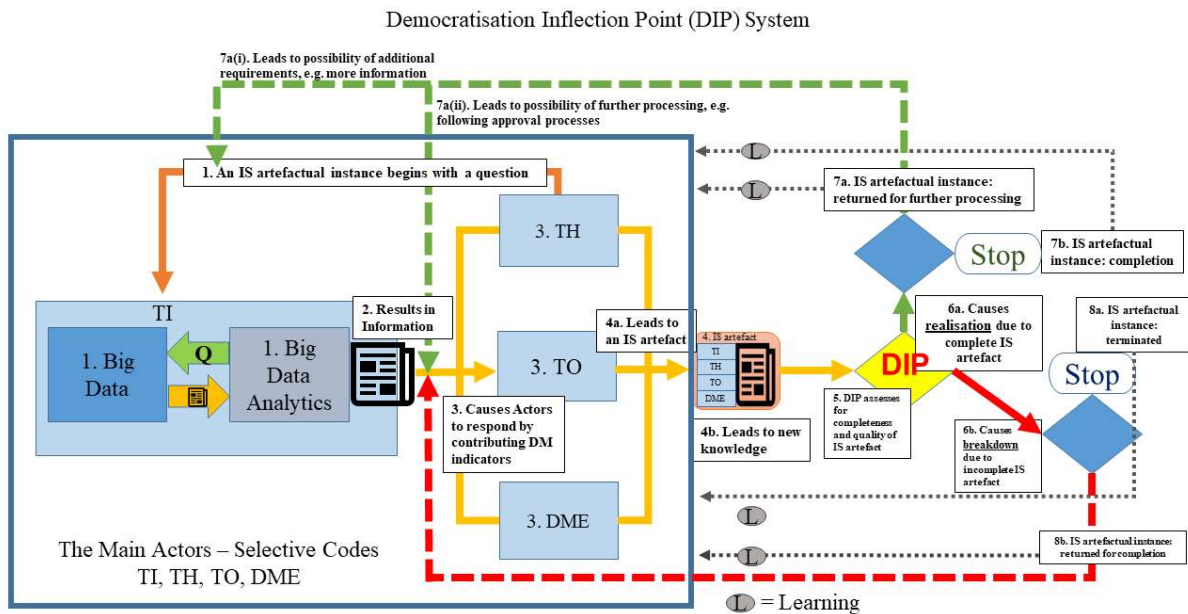 Democratisation Inflection Point (DIP) System
7a(i). Leads to possibility of additional
requirements, e.g. more information
7a(ii). Leads to possibility of further processing, e.g.
following approval processes
1. An IS artefactual instance begins with a question
L
L
7a. IS artefactual instance:
returned for further processing
3. TH
Stop
7b. IS artefactual
instance: completion
TI
2. Results in
Information
1. Big
Data
Q
1. Big
Data
Analytics
4a. Leads to
an IS artefact
3. TO
4. IS artefact
TI
TH
TO
DME
DIP
6a. Causes
realisation due to
complete IS
artefact
8a. IS artefactual
instance:
terminated
Stop
3. Causes Actors
to respond by
contributing DM
indicators
4b. Leads to new
knowledge
5. DIP assesses
for
completeness
and quality of
IS artefact
6b. Causes
breakdown
due to
incomplete IS
artefact
3. DME
L
L
8b. IS artefactual instance:
returned for completion
The Main Actors – Selective Codes
TI, TH, TO, DME
L = Learning